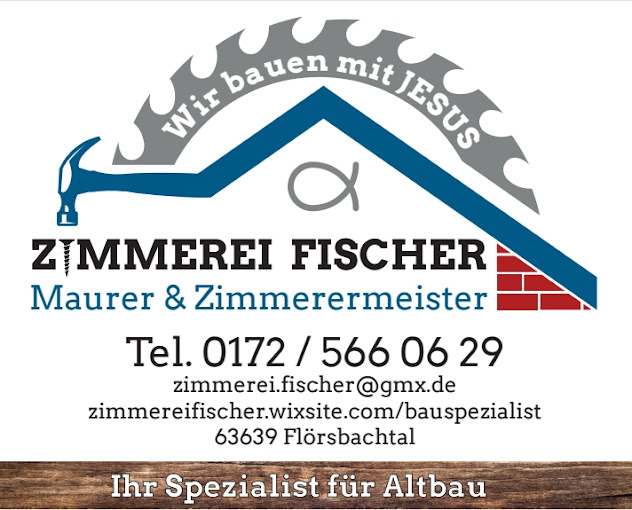 Wir bauen mit JESUS
ZIMMEREI FISCHER
Maurer & Zimmerermeister
Tel. 0172 / 566 06 29
zimmerei.fischer@gmx.de
zimmereifischer.wixsite.com/bauspezialist
63639 Flörsbachtal
Ihr Spezialist für Altbau